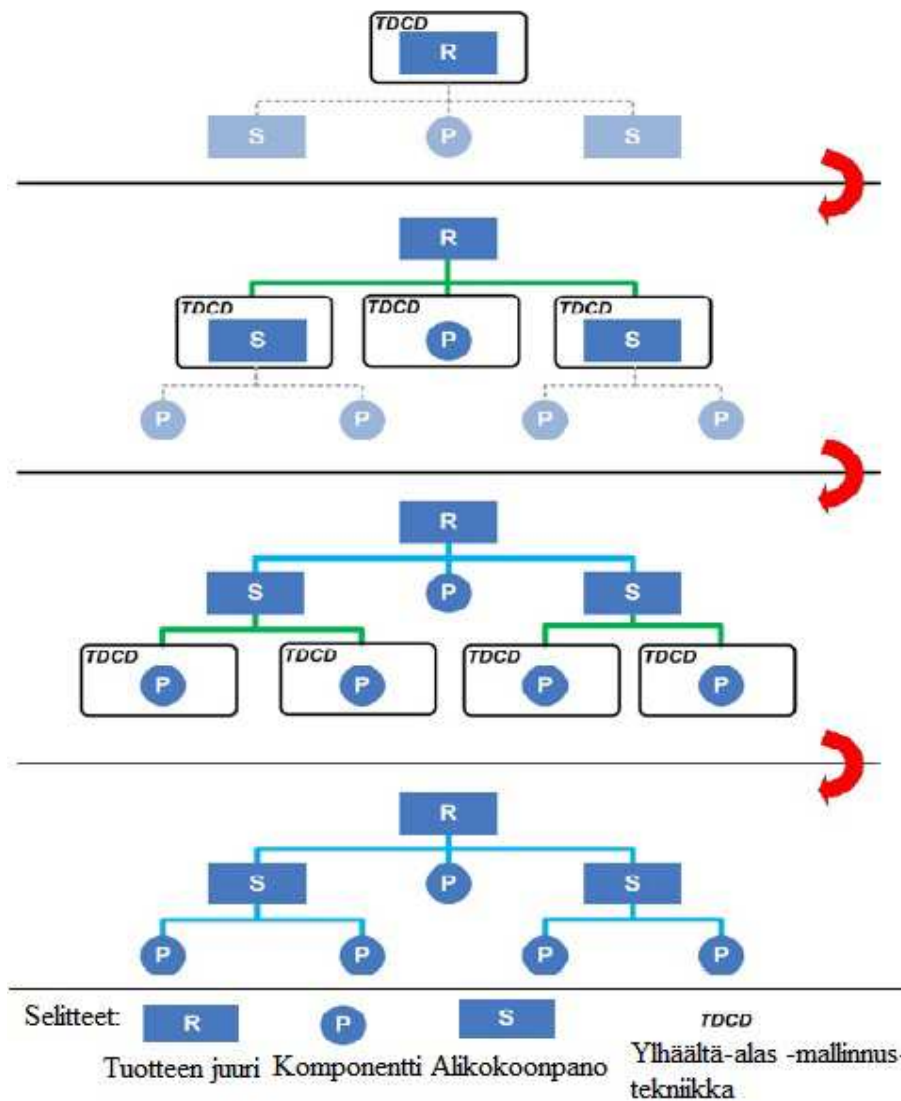 TDCD
R
S P S
R
TDCD TDCD TDCD
S P S
P P P P
R
S P S
TDCD TDCD TDCD TDCD
P P P P
R
S P S
P P P P
Selitteet: R P S TDCD
Tuotteen juuri Komponentti Alikokoonpano Ylhäältä-alas -mallinnus-
tekniikka